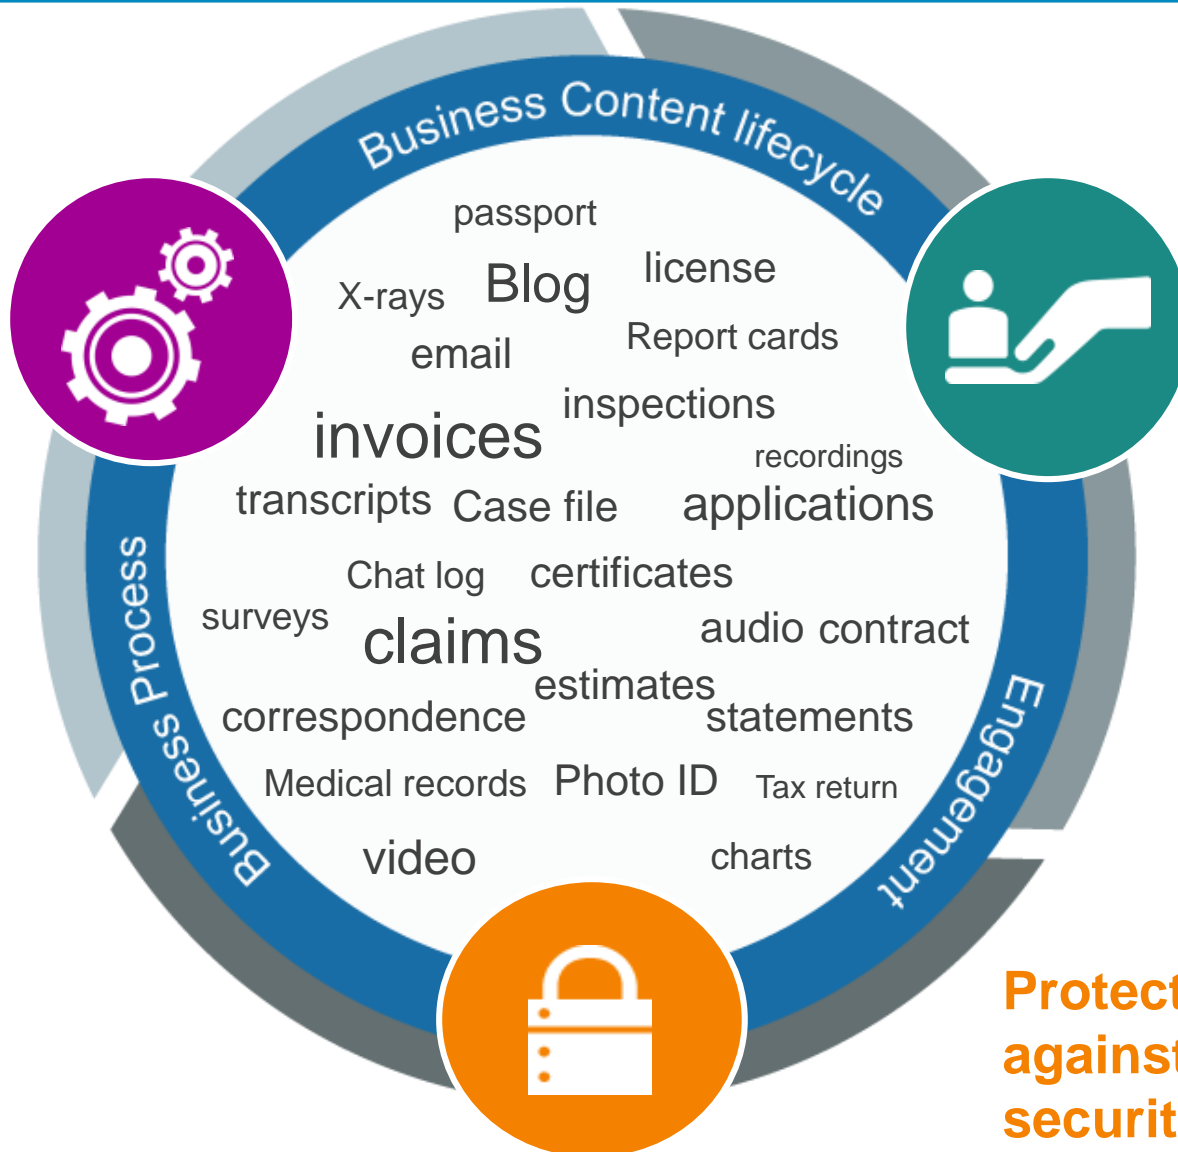 Business Content lifecycle
passport
Blog
license
X-rays
Report cards
email
inspections
invoices
recordings
transcripts
Case file
applications
Chat log
certificates
surveys
claims
audio
contract
estimates
correspondence
statements
Medical records
Photo ID
Tax return
video
charts
Business Process
Engagement
Protect
against
securit